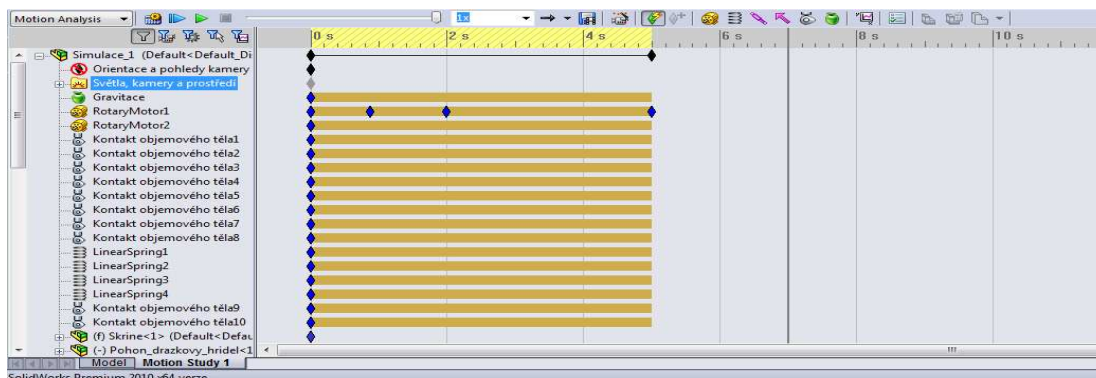 Motion Analysis
1x
0 s 2 s 4 s 6 s 8 s 10 s
Simulace_1 (Default<Default_Di
Orientace a pohledy kamery
Světla, kamery a prostředí
Gravitace
RotaryMotor1
RotaryMotor2
Kontakt objemového těla1
Kontakt objemového těla2
Kontakt objemového těla3
Kontakt objemového těla4
Kontakt objemového těla5
Kontakt objemového těla6
Kontakt objemového těla7
Kontakt objemového těla8
LinearSpring1
LinearSpring2
LinearSpring3
LinearSpring4
Kontakt objemového těla9
Kontakt objemového těla10
(f) Skrine<1> (Default<Defau
(-) Pohon_drazkovy_hridel<1
Model Motion Study 1
SolidWorks Premium 2010 x64 verze